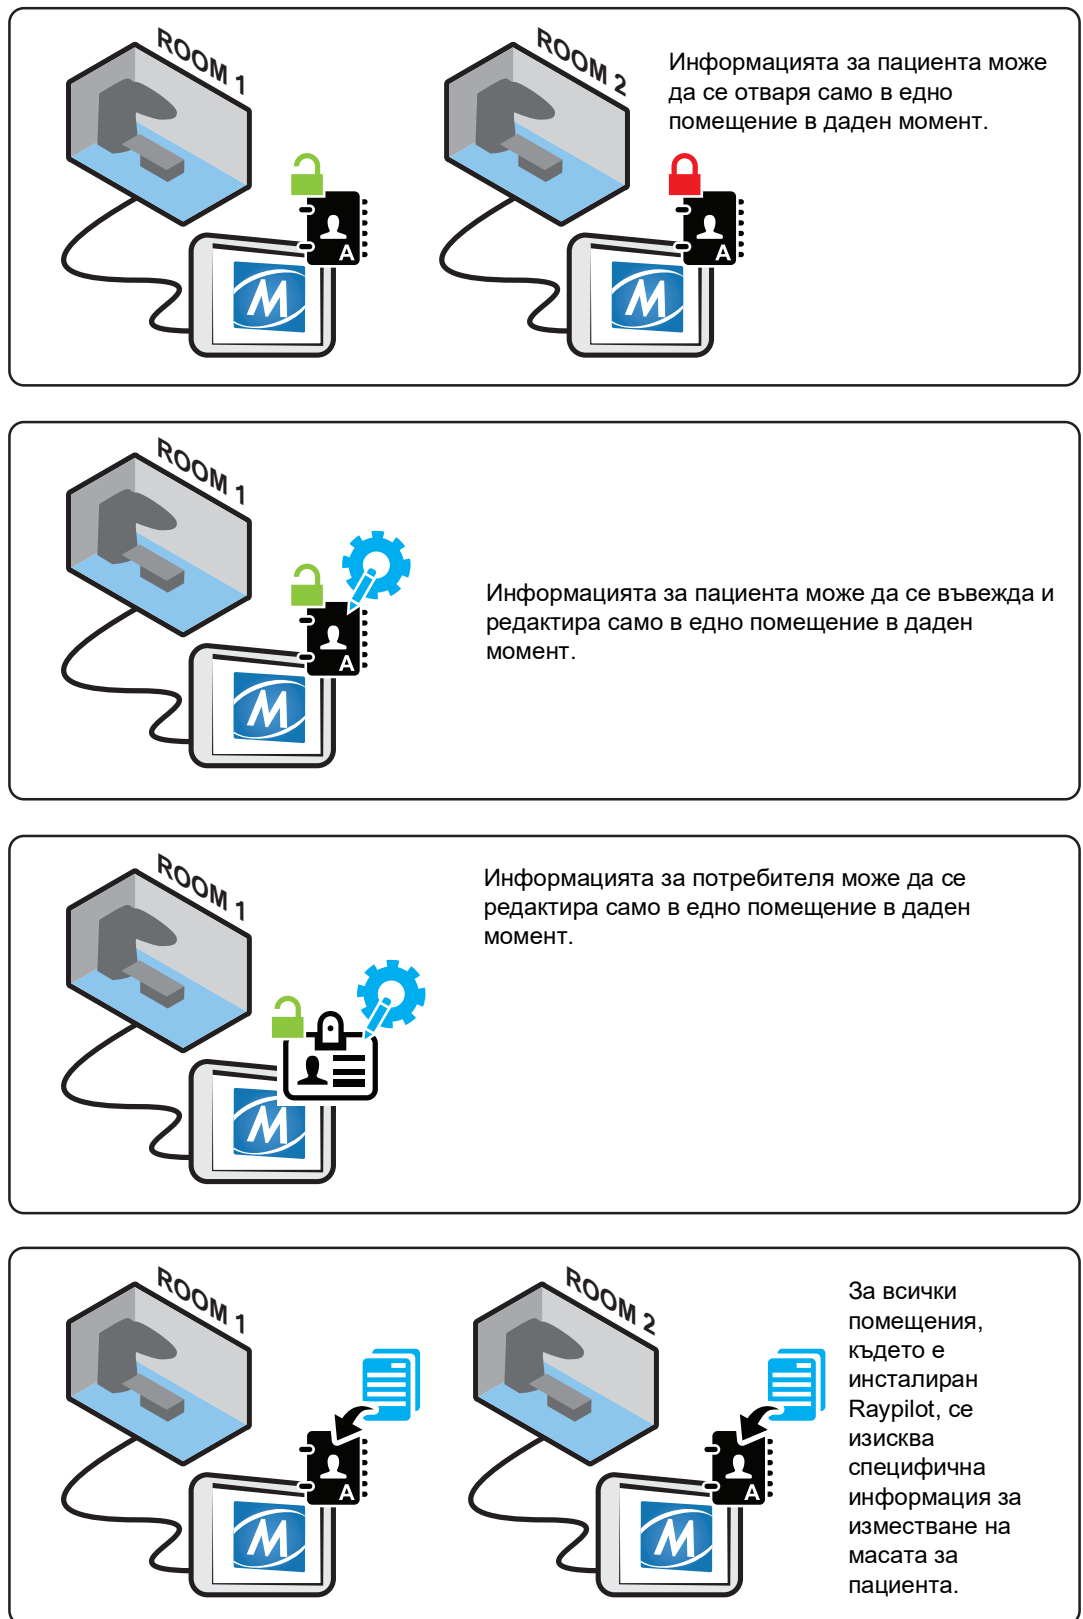 ROOM 1
ROOM 2
Информацията за пациента може
да се отваря само в едно
помещение в даден момент.
A
A
M
M
ROOM 1
Информацията за пациента може да се въвежда и
редактира само в едно помещение в даден
момент.
A
M
ROOM 1
Информацията за потребителя може да се
редактира само в едно помещение в даден
момент.
M
ROOM 1
ROOM 2
За всички
помещения,
където е
инсталиран
Raypilot, се
изисква
специфична
информация за
изместване на
масата за
пациента.
A
A
M
M